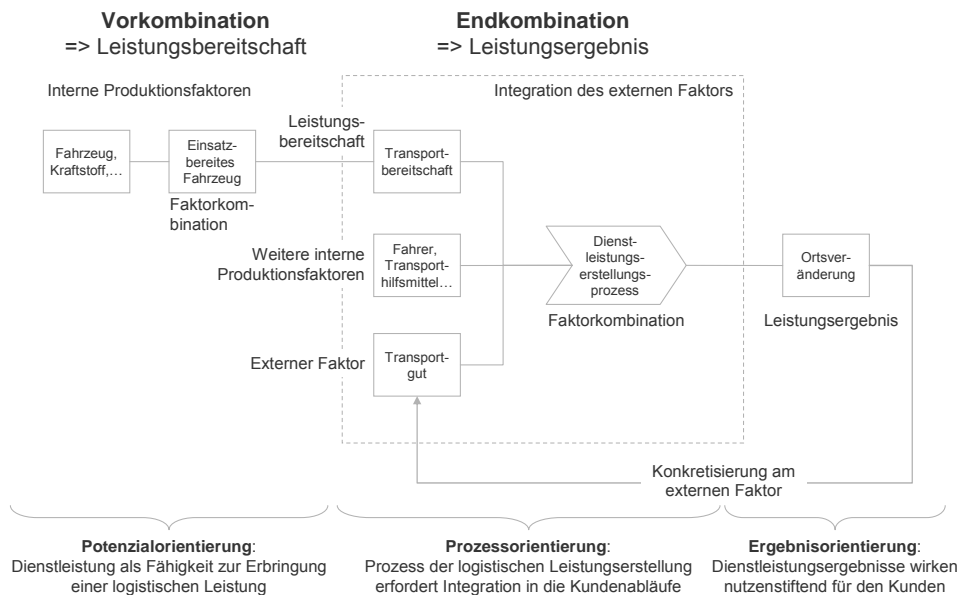 Vorkombination
=> Leistungsbereitschaft
Endkombination
=> Leistungsergebnis
Interne Produktionsfaktoren
Integration des externen Faktors
Leistungs-
bereitschaft
Fahrzeug,
Kraftstoff,…
Einsatz-
bereites
Fahrzeug
Transport-
bereitschaft
Faktorkom-
bination
Weitere interne
Produktionsfaktoren
Fahrer,
Transport-
hilfsmittel…
Dienst-
leistungs-
erstellungs-
prozess
Ortsver-
änderung
Faktorkombination
Leistungsergebnis
Externer Faktor
Transport-
gut
Konkretisierung am
externen Faktor
Potenzialorientierung:
Dienstleistung als Fähigkeit zur Erbringung
einer logistischen Leistung
Prozessorientierung:
Prozess der logistischen Leistungserstellung
erfordert Integration in die Kundenabläufe
Ergebnisorientierung:
Dienstleistungsergebnisse wirken
nutzenstiftend für den Kunden